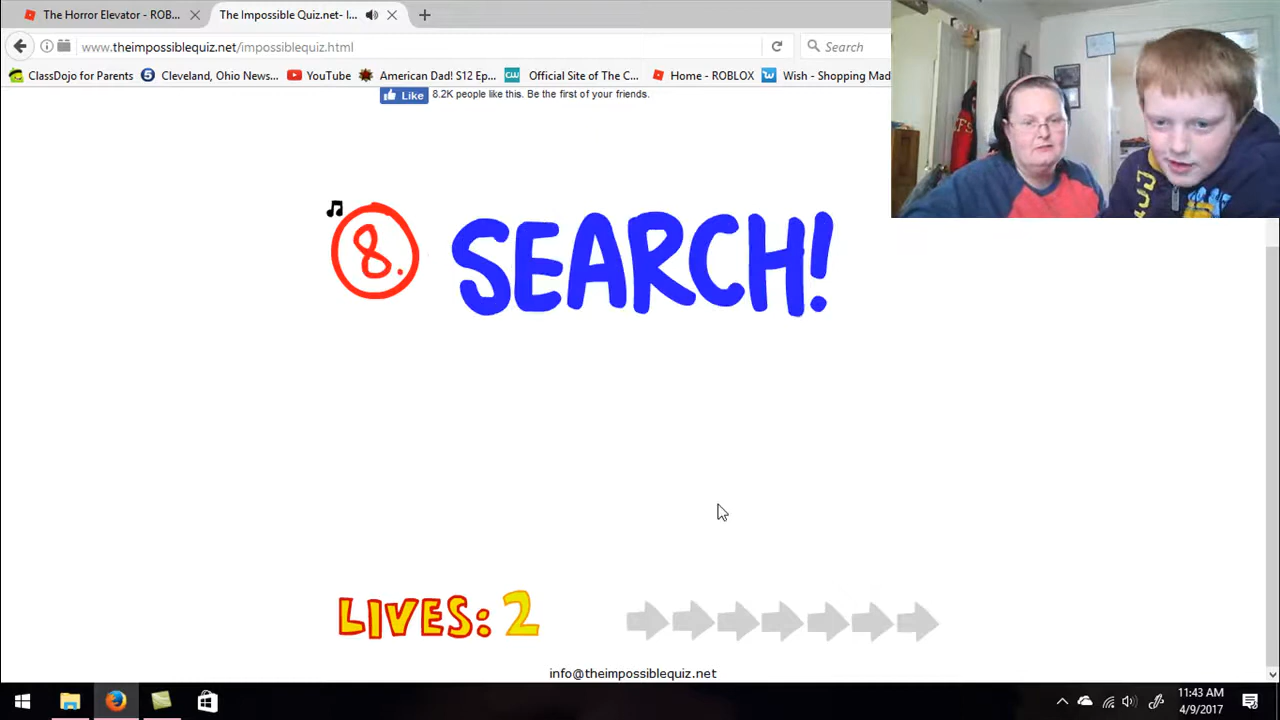 The Horror Elevator - ROB...
The Impossible Quiz.net- I...
www.theimpossiblequiz.net/impossiblequiz.html
Search
ClassDojo for Parents
5 Cleveland, Ohio News...
YouTube
American Dad! S12 Ep...
CW Official Site of The C...
Home - ROBLOX
w Wish - Shopping Mad
Like
8.2K people like this. Be the first of your friends.
8. SEARCH!
LIVES: 2
info@theimpossiblequiz.net
11:43 AM
4/9/2017